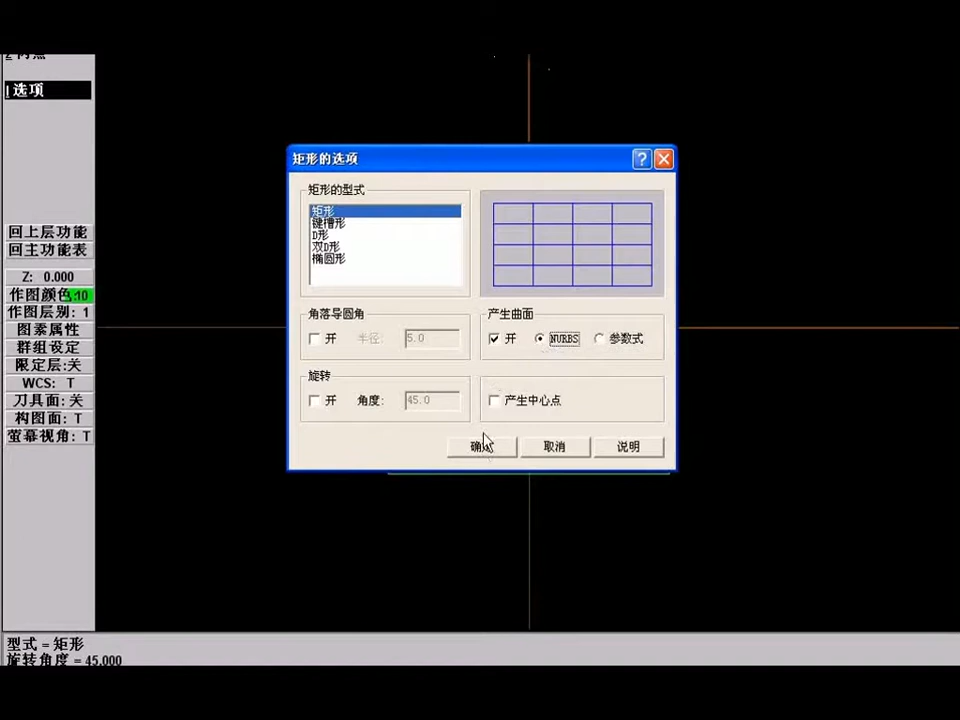 选项
回上层功能
回主功能表
Z: 0.000
作图颜色:10
作图层别: 1
图素属性
群组设定
限定层:关
WCS: T
刀具面:关
构图面: T
萤幕视角: T
矩形的选项
矩形的型式
矩形
键槽形
D形
双D形
椭圆形
角落导圆角
开 半径: 5.0
产生曲面
开 NURBS 参数式
旋转
开 角度: 45.0
产生中心点
确定 取消 说明
型式 = 矩形
旋转角度 = 45.000